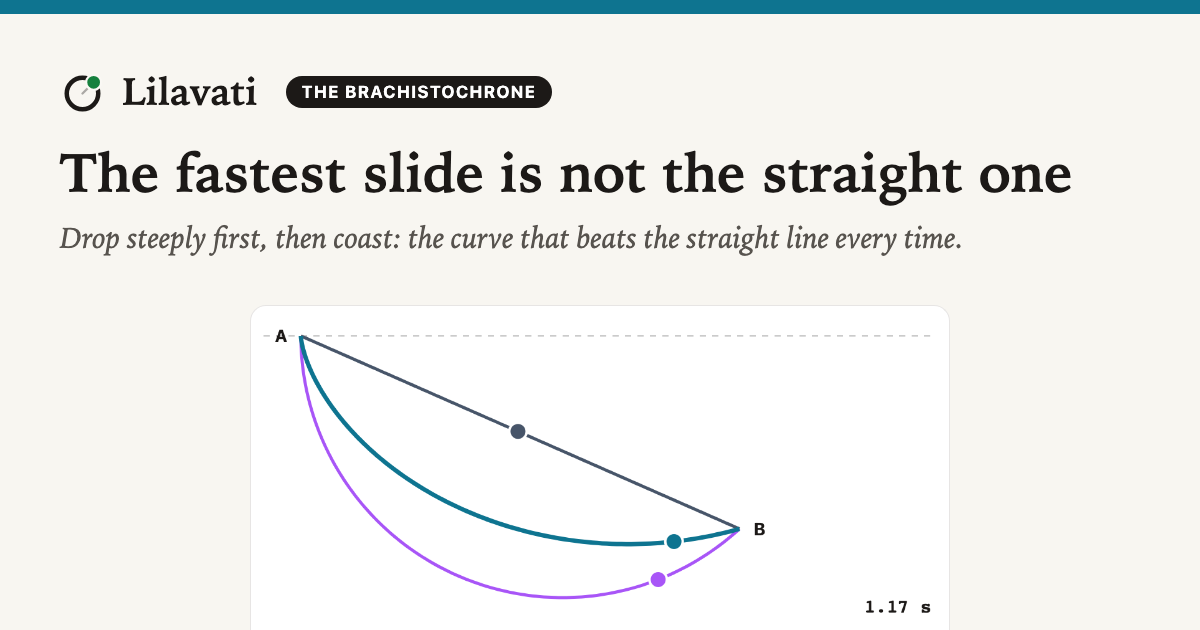 Lilavati
THE BRACHISTOCHRONE
The fastest slide is not the straight one
Drop steeply first, then coast: the curve that beats the straight line every time.
A
B
1.17 s